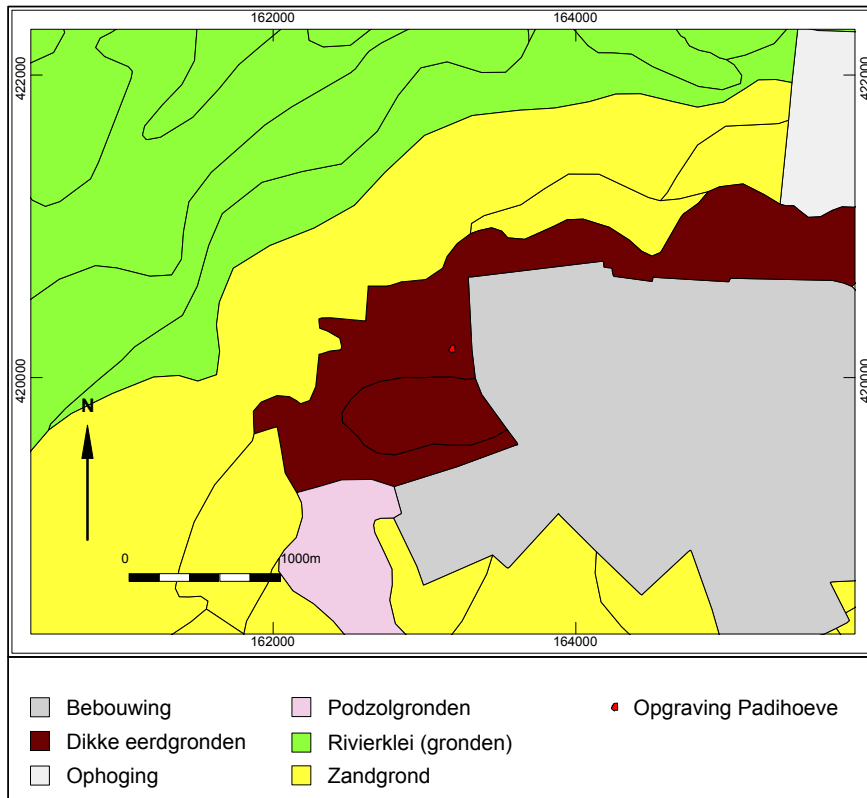 162000 164000
422000 422000
420000 420000
N
0 1000m
162000 164000
Bebouwing
Dikke eerdgronden
Ophoging
Podzolgronden
Rivierklei (gronden)
Zandgrond
Opgraving Padihoeve